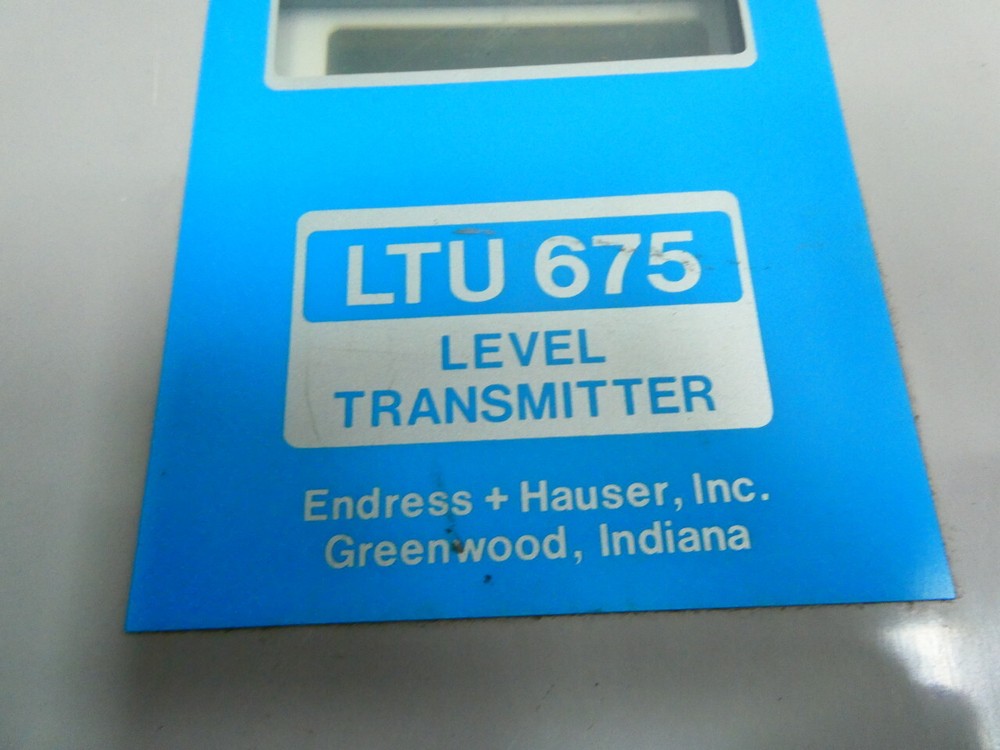 LTU 675
LEVEL
TRANSMITTER
Endress + Hauser, Inc.
Greenwood, Indiana